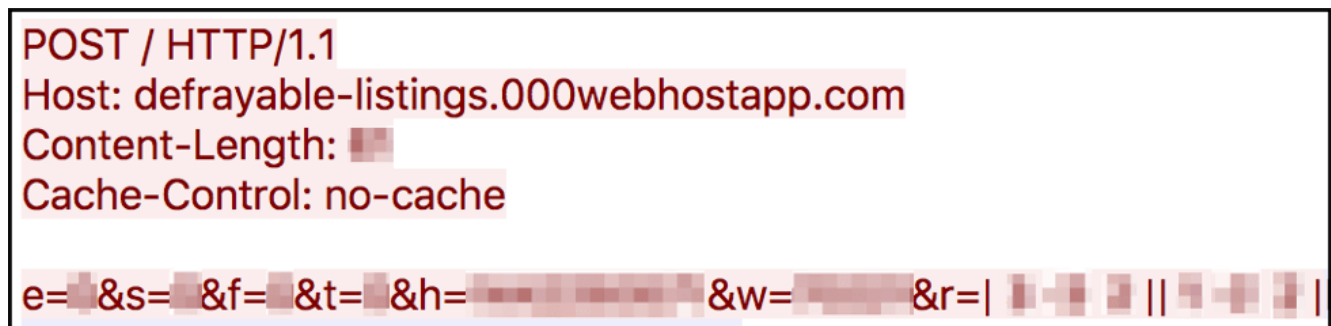 POST / HTTP/1.1
Host: defrayable-listings.000webhostapp.com
Content-Length:
Cache-Control: no-cache
e= &s= &f= &t= &h= &w= &r=| || ||